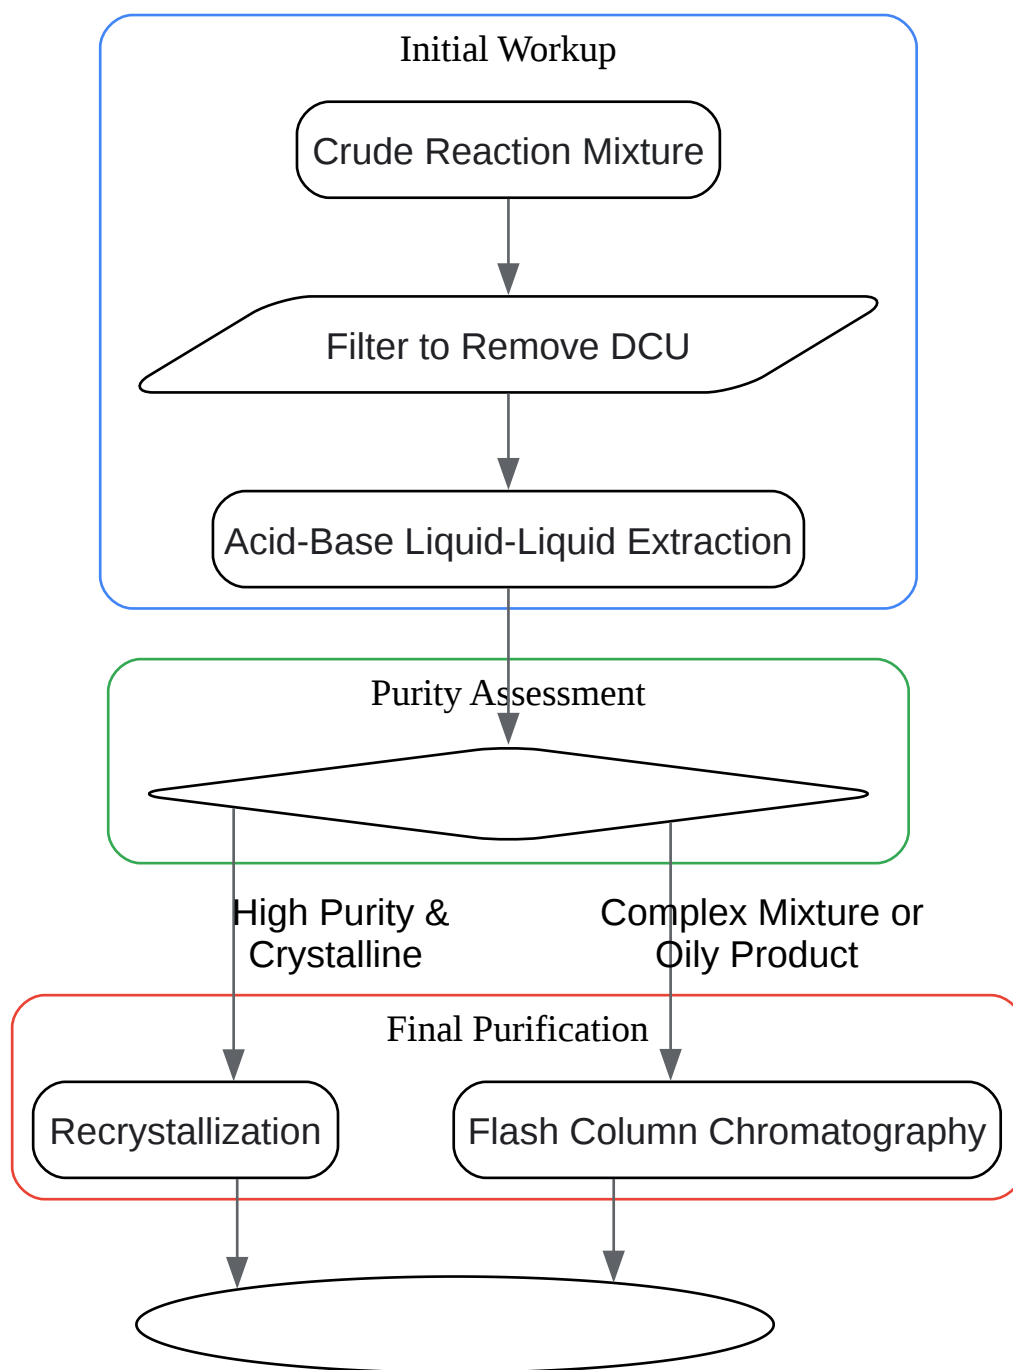 Initial Workup
Crude Reaction Mixture
Filter to Remove DCU
Acid-Base Liquid-Liquid Extraction
Purity Assessment
High Purity &
Crystalline
Complex Mixture or
Oily Product
Final Purification
Recrystallization
Flash Column Chromatography